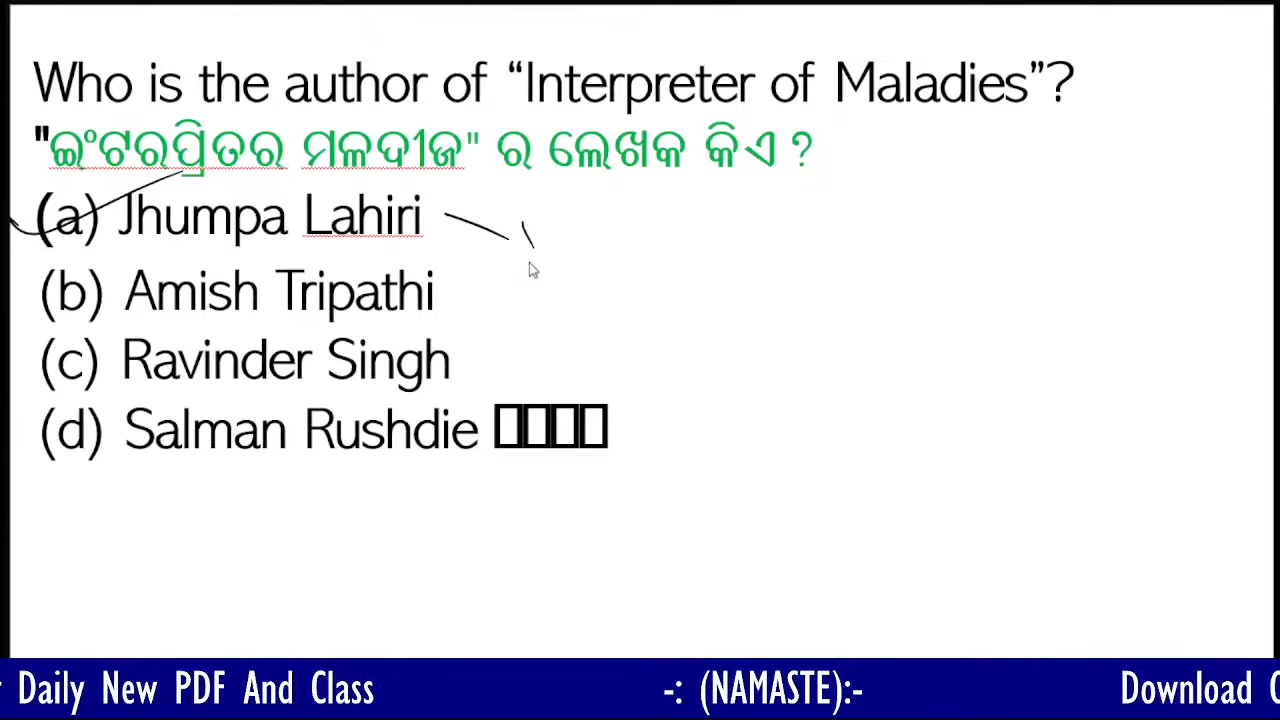 Who is the author of “Interpreter of Maladies”?
"ଇଂଟରପ୍ରିତର ମଳଦୀଜ" ର ଲେଖକ କିଏ ?
(a) Jhumpa Lahiri
(b) Amish Tripathi
(c) Ravinder Singh
(d) Salman Rushdie
Daily New PDF And Class -: (NAMASTE):- Download